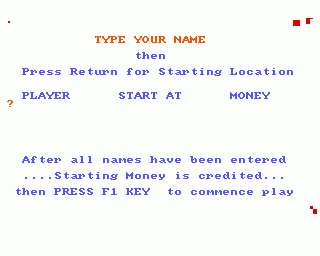 TYPE YOUR NAME
then
Press Return for Starting Location
PLAYER START AT MONEY
?
After all names have been entered
....Starting Money is credited...
then PRESS F1 KEY to commence play